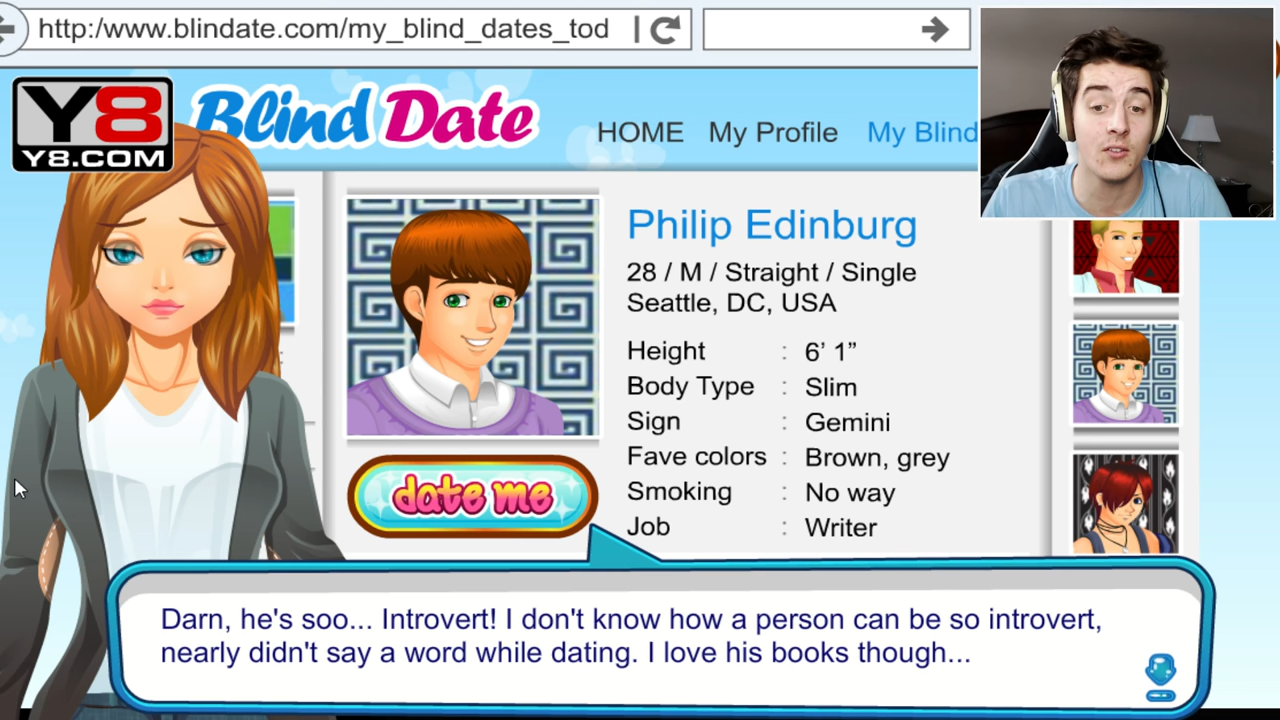 http:/www.blindate.com/my_blind_dates_tod
Y8
Y8.COM
Blind Date
HOME My Profile My Blind
Philip Edinburg
28 / M / Straight / Single
Seattle, DC, USA
Height : 6’ 1”
Body Type : Slim
Sign : Gemini
Fave colors : Brown, grey
Smoking : No way
Job : Writer
date me
Darn, he's soo... Introvert! I don't know how a person can be so introvert,
nearly didn't say a word while dating. I love his books though...